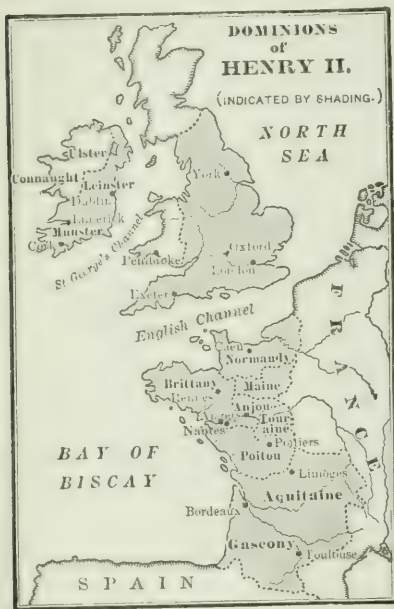 DOMINIONS
of
HENRY II.
(INDICATED BY SHADING.)
NORTH
SEA
Ulster
Connaught
Leinster
Dublin
Limerick
Munster
Cork
St George's Channel
York
Oxford
Pembroke
London
Exeter
English Channel
FRANCE
Caen
Normandy
Brittany
Maine
Rennes
Anjou
Tour
aine
Nantes
Poitiers
Poitou
BAY OF
BISCAY
Limoges
Aquitaine
Bordeaux
Gascony
Toulouse
SPAIN